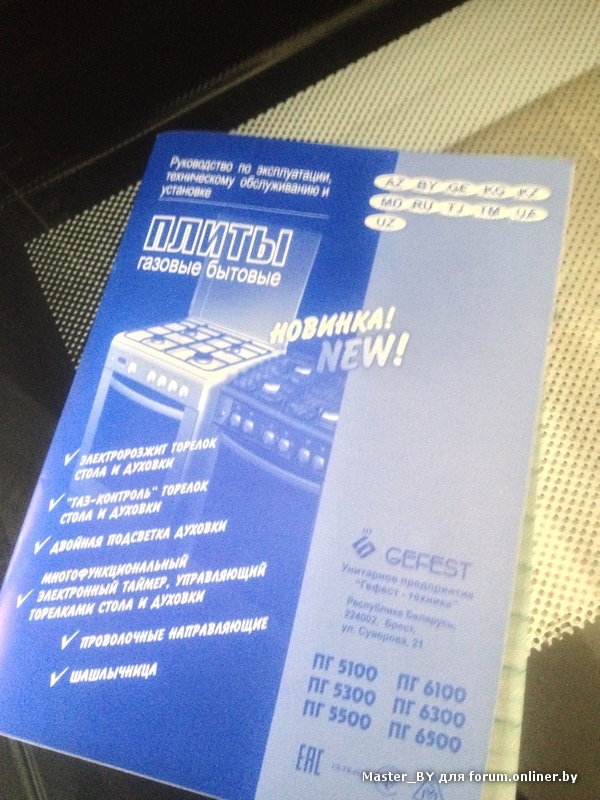 Руководство по эксплуатации,
техническому обслуживанию и
установке
AZ BY GE KG KZ
MD RU TJ TM UA
UZ
ПЛИТЫ
газовые бытовые
НОВИНКА!
NEW!
✓ ЭЛЕКТРОРОЗЖИГ ГОРЕЛОК
СТОЛА И ДУХОВКИ
✓ "ГАЗ-КОНТРОЛЬ" ГОРЕЛОК
СТОЛА И ДУХОВКИ
✓ ДВОЙНАЯ ПОДСВЕТКА ДУХОВКИ
МНОГОФУНКЦИОНАЛЬНЫЙ
✓ ЭЛЕКТРОННЫЙ ТАЙМЕР, УПРАВЛЯЮЩИЙ
ГОРЕЛКАМИ СТОЛА И ДУХОВКИ
✓ ПРОВОЛОЧНЫЕ НАПРАВЛЯЮЩИЕ
✓ ШАШЛЫЧНИЦА
GEFEST
Унитарное предприятие
"Гефест - техника"
Республика Беларусь,
224002, Брест,
ул. Суворова, 21
ПГ 5100 ПГ 6100
ПГ 5300 ПГ 6300
ПГ 5500 ПГ 6500
EAC
Master_BY для forum.onliner.by